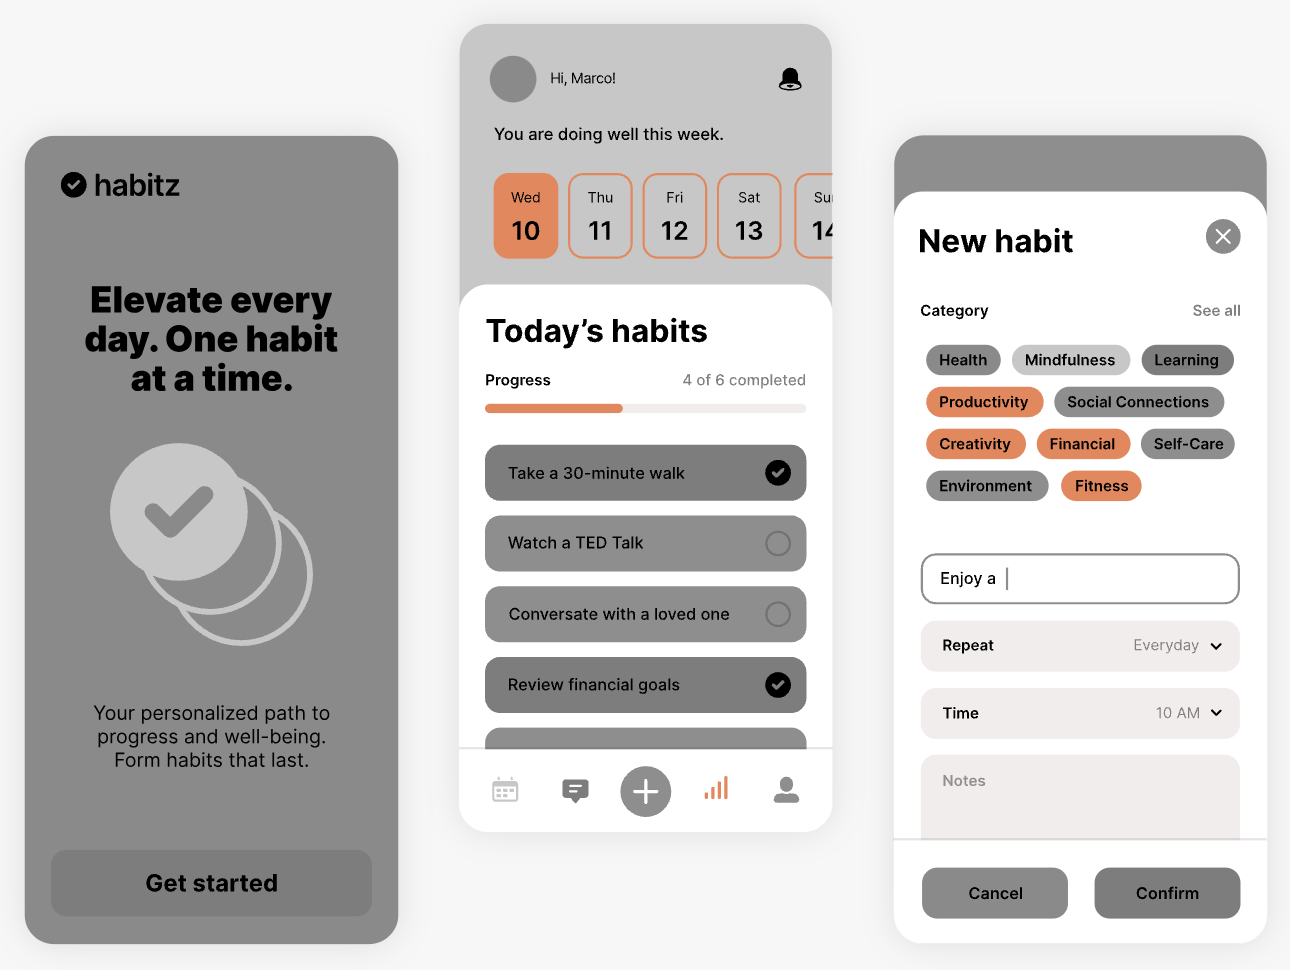 habitz
Elevate every
day. One habit
at a time.
Your personalized path to
progress and well-being.
Form habits that last.
Get started
Hi, Marco!
You are doing well this week.
Wed Thu Fri Sat Su
10 11 12 13 14
Today’s habits
Progress 4 of 6 completed
Take a 30-minute walk
Watch a TED Talk
Conversate with a loved one
Review financial goals
New habit
Category See all
Health Mindfulness Learning
Productivity Social Connections
Creativity Financial Self-Care
Environment Fitness
Enjoy a
Repeat Everyday
Time 10 AM
Notes
Cancel Confirm